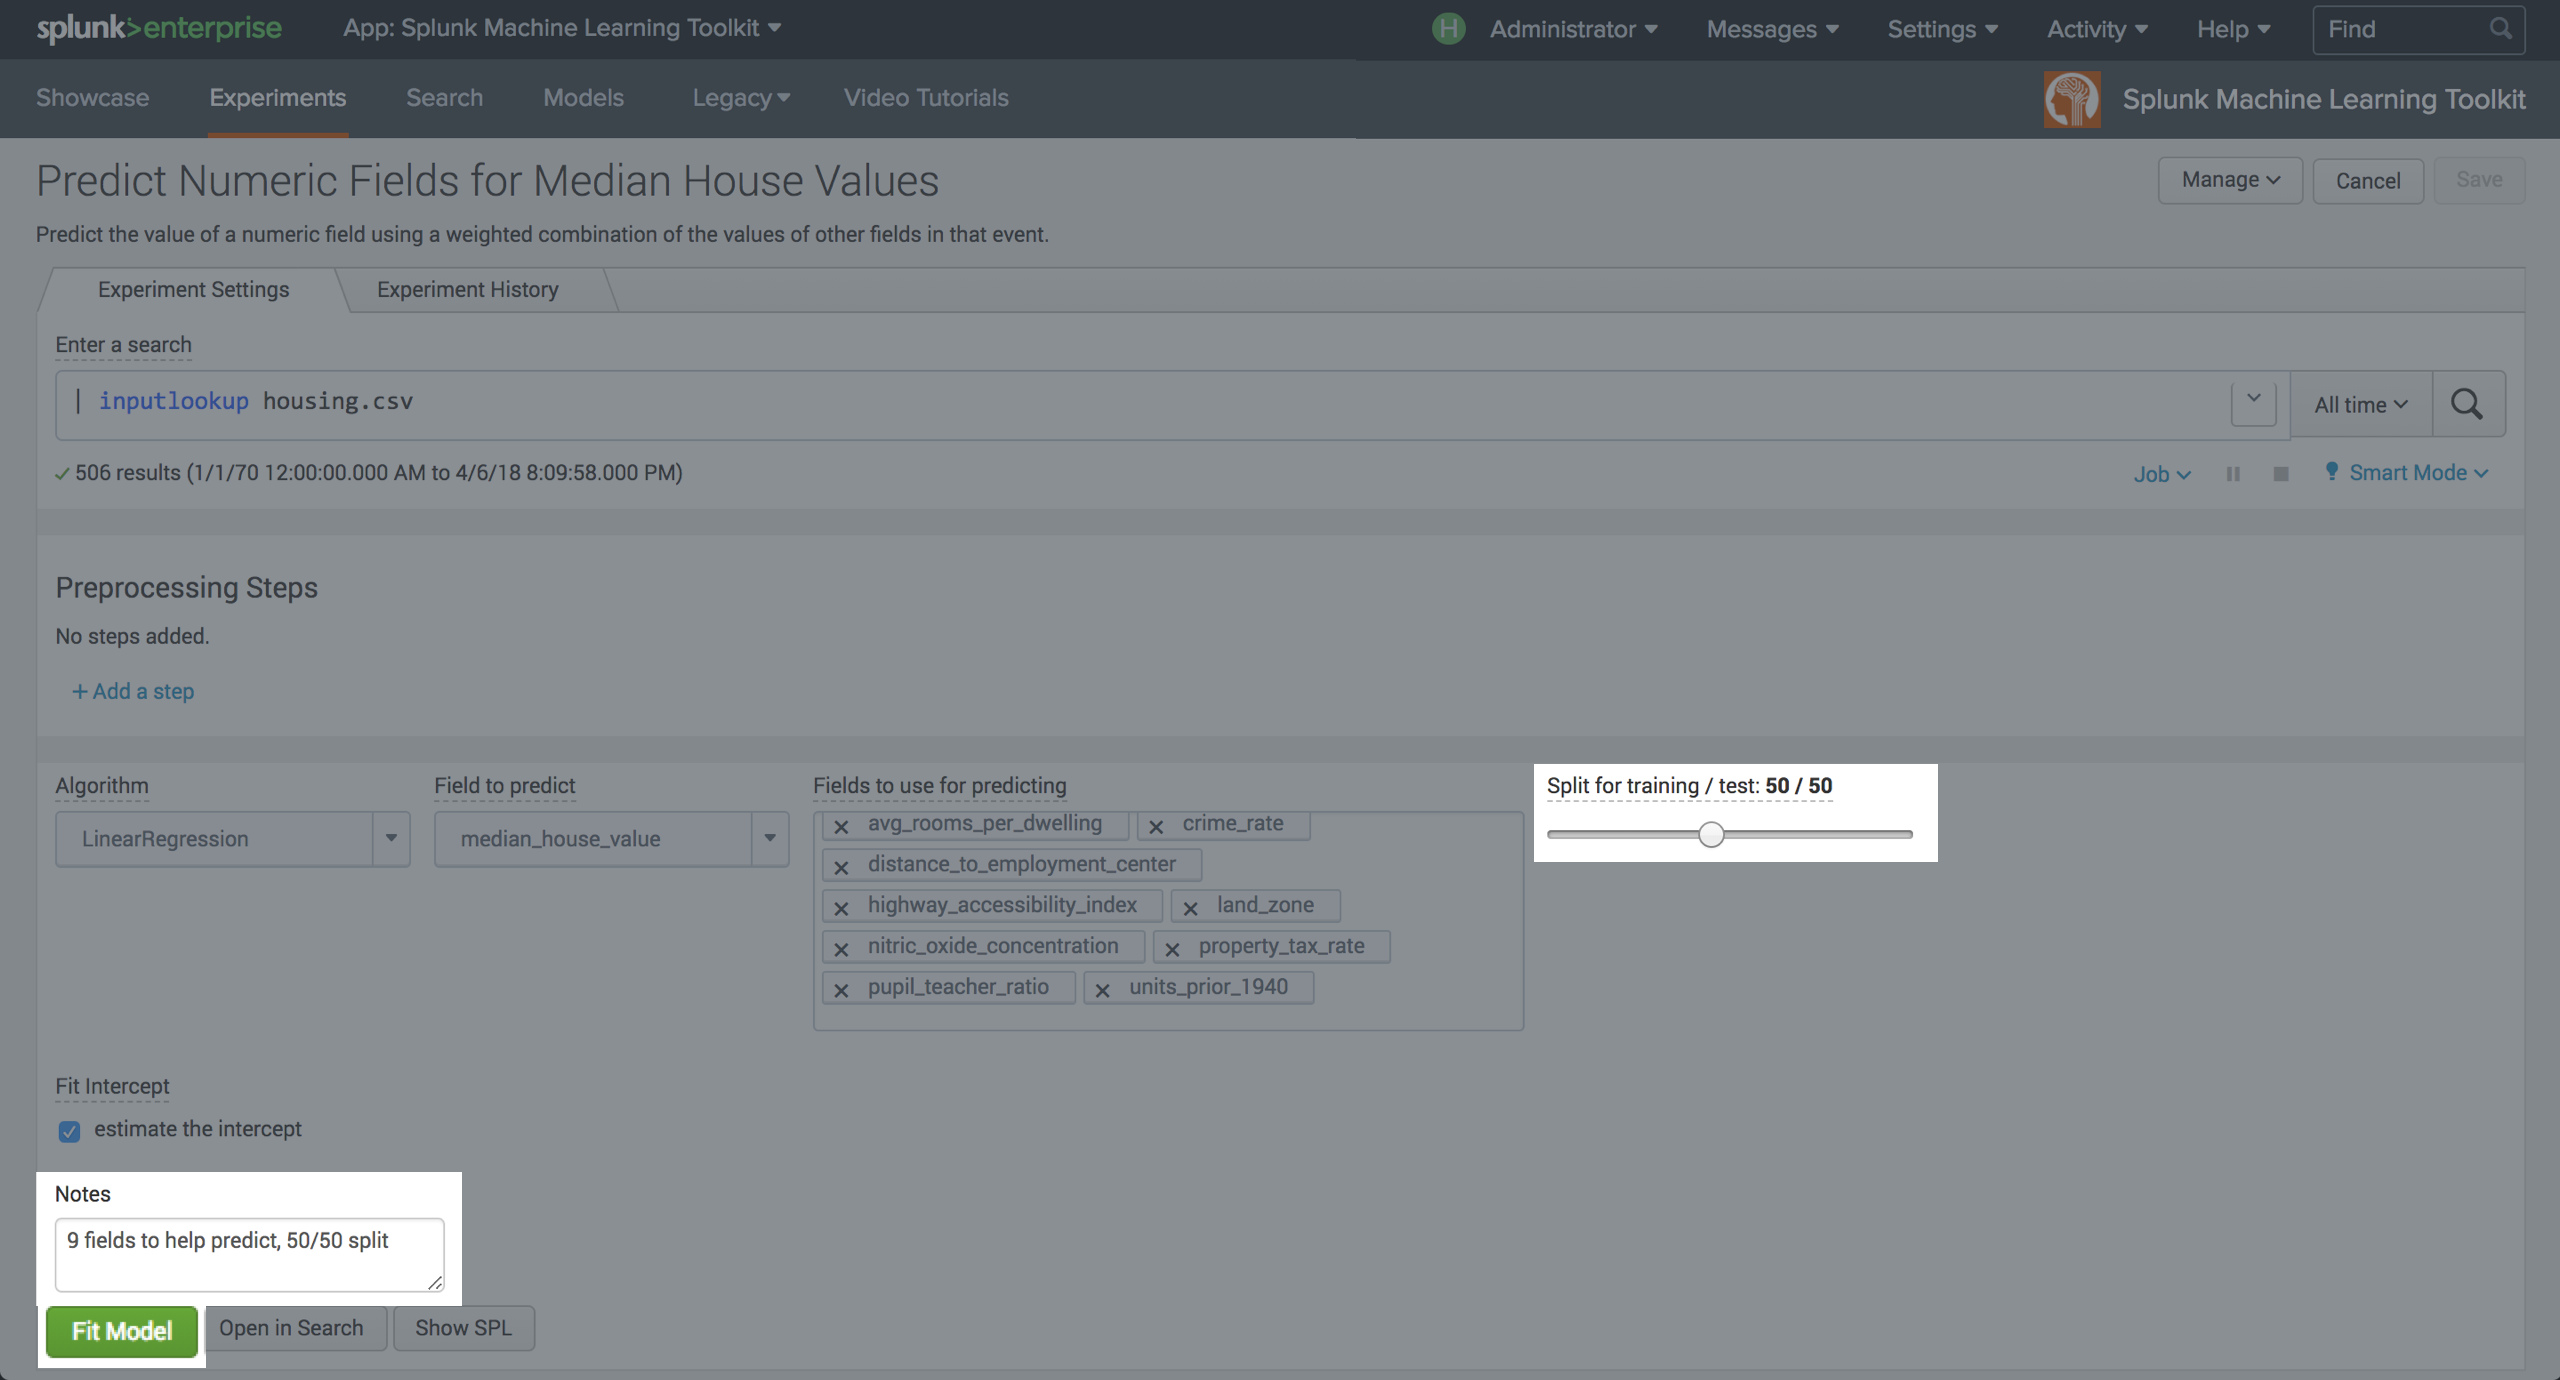 splunk>enterprise App: Splunk Machine Learning Toolkit H Administrator Messages Settings Activity Help Find
Showcase Experiments Search Models Legacy Video Tutorials Splunk Machine Learning Toolkit
Predict Numeric Fields for Median House Values Manage Cancel Save
Predict the value of a numeric field using a weighted combination of the values of other fields in that event.
Experiment Settings Experiment History
Enter a search
| inputlookup housing.csv All time
506 results (1/1/70 12:00:00.000 AM to 4/6/18 8:09:58.000 PM) Job Smart Mode
Preprocessing Steps
No steps added.
+ Add a step
Algorithm Field to predict Fields to use for predicting Split for training / test: 50 / 50
LinearRegression median_house_value avg_rooms_per_dwelling crime_rate
distance_to_employment_center
highway_accessibility_index land_zone
nitric_oxide_concentration property_tax_rate
pupil_teacher_ratio units_prior_1940
Fit Intercept
estimate the intercept
Notes
9 fields to help predict, 50/50 split
Fit Model Open in Search Show SPL